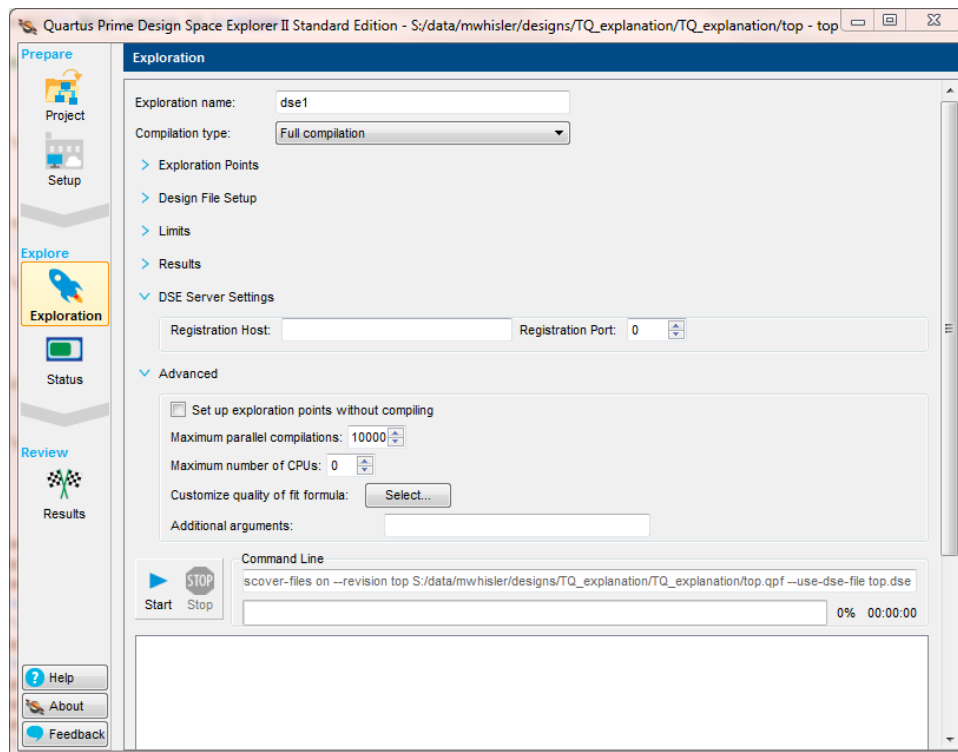 Quartus Prime Design Space Explorer II Standard Edition - S:/data/mwhisler/designs/TQ_explanation/TQ_explanation/top - top
Prepare
Project
Setup
Explore
Exploration
Status
Review
Results
Help
About
Feedback
Exploration
Exploration name: dse1
Compilation type: Full compilation
Exploration Points
Design File Setup
Limits
Results
DSE Server Settings
Registration Host: Registration Port: 0
Advanced
Set up exploration points without compiling
Maximum parallel compilations: 10000
Maximum number of CPUs: 0
Customize quality of fit formula: Select...
Additional arguments:
Start
STOP
Stop
Command Line
scover-files on --revision top S:/data/mwhisler/designs/TQ_explanation/TQ_explanation/top.qpf --use-dse-file top.dse
0% 00:00:00